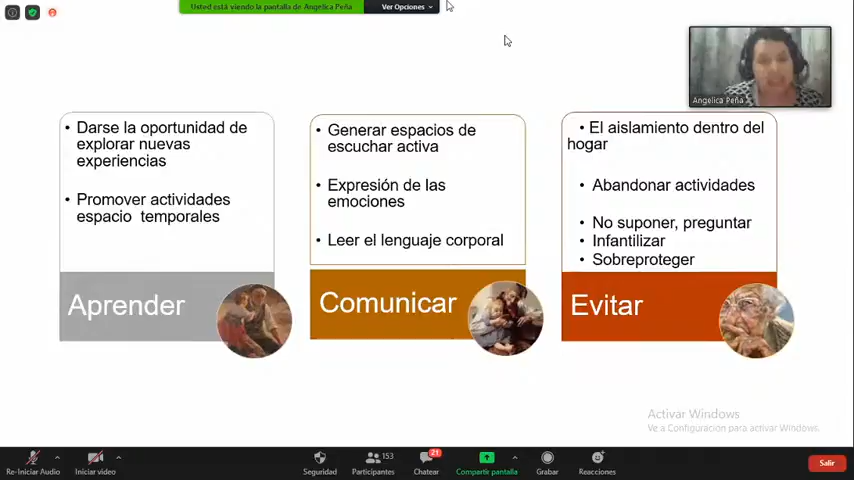 Usted está viendo la pantalla de Angelica Peña
Ver Opciones
Angelica Peña
• Darse la oportunidad de
explorar nuevas
experiencias
• Promover actividades
espacio temporales
Aprender
• Generar espacios de
escuchar activa
• Expresión de las
emociones
• Leer el lenguaje corporal
Comunicar
• El aislamiento dentro del
hogar
• Abandonar actividades
• No suponer, preguntar
• Infantilizar
• Sobreproteger
Evitar
Activar Windows
Ve a Configuración para activar Windows.
Re-Iniciar Audio
Iniciar video
Seguridad
153
Participantes
21
Chatear
Compartir pantalla
Grabar
Reacciones
Salir